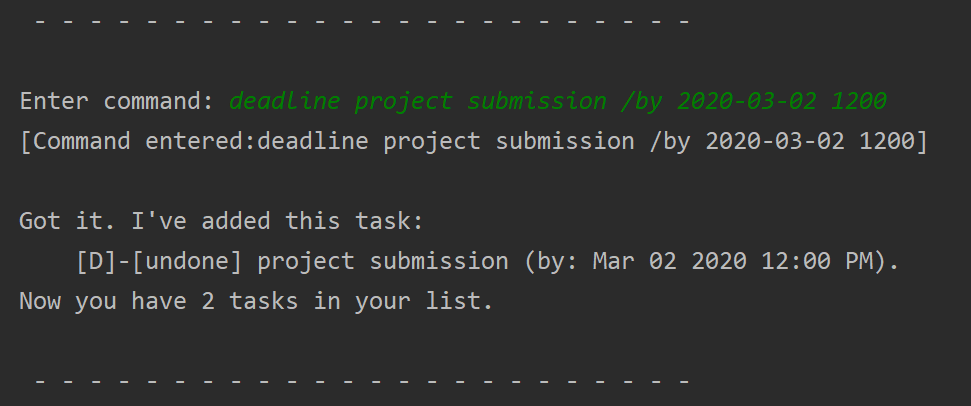 - - - - - - - - - - - - - - - - - - - - - - - -
Enter command: deadline project submission /by 2020-03-02 1200
[Command entered:deadline project submission /by 2020-03-02 1200]
Got it. I've added this task:
[D]-[undone] project submission (by: Mar 02 2020 12:00 PM).
Now you have 2 tasks in your list.
- - - - - - - - - - - - - - - - - - - - - - - -